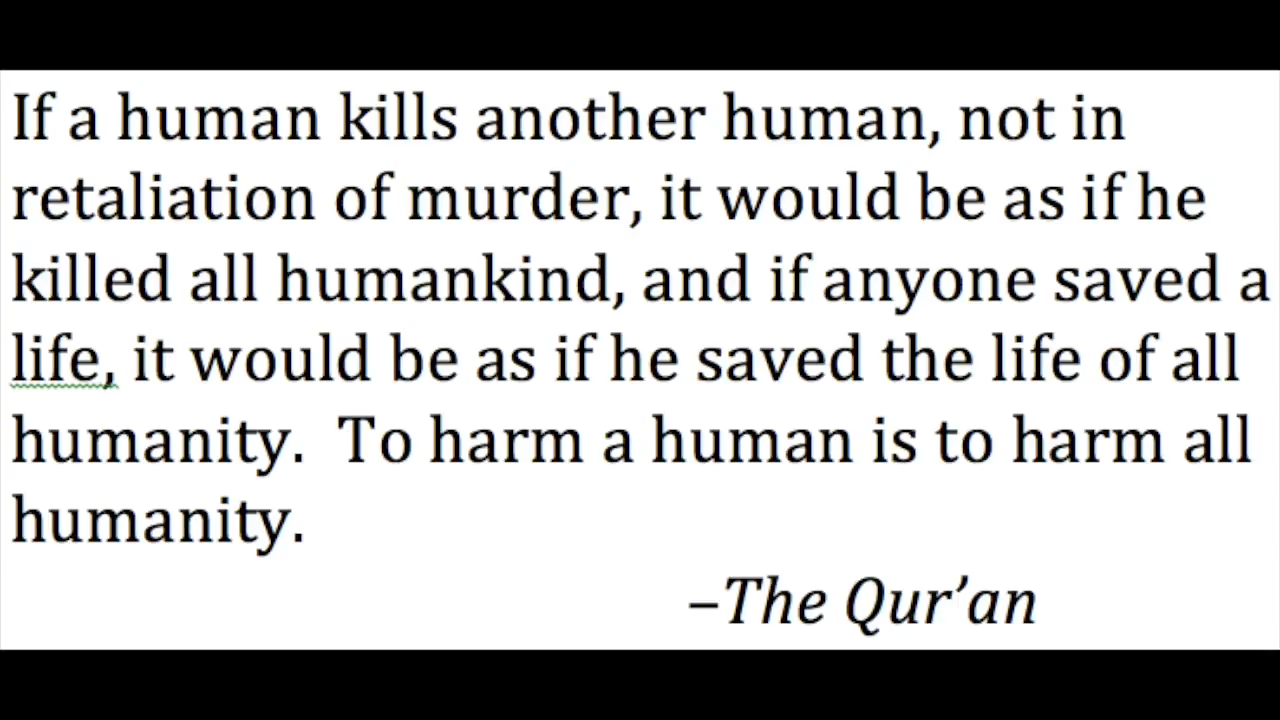 If a human kills another human, not in
retaliation of murder, it would be as if he
killed all humankind, and if anyone saved a
life, it would be as if he saved the life of all
humanity.  To harm a human is to harm all
humanity.
–The Qur’an